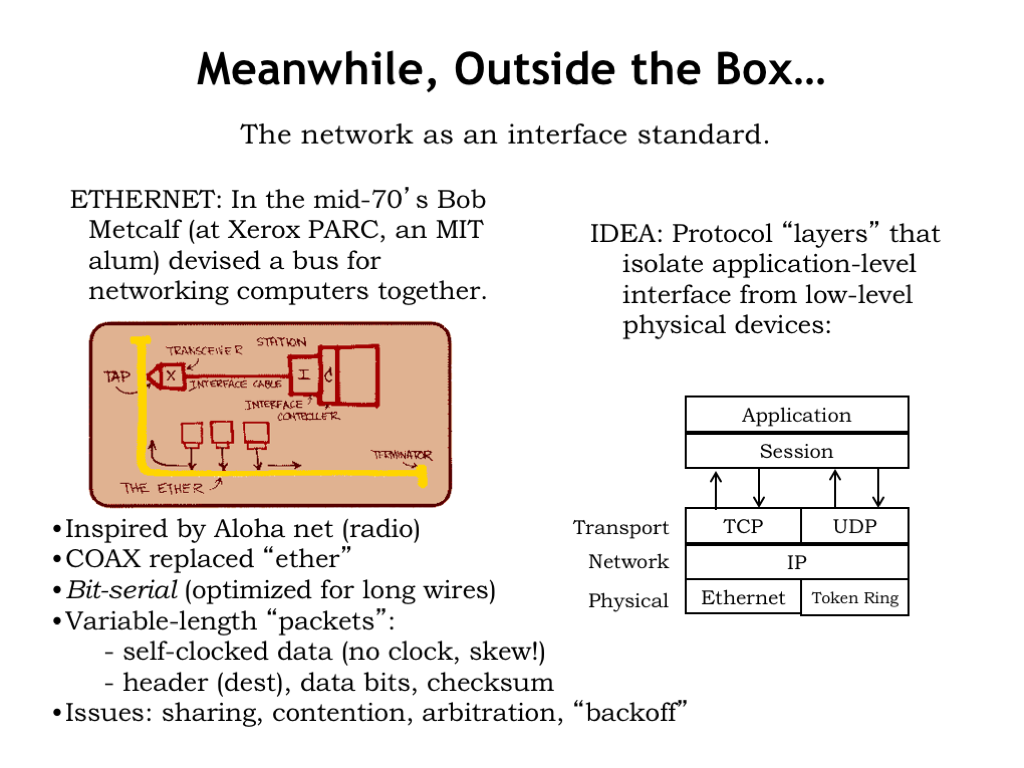 Meanwhile, Outside the Box…
The network as an interface standard.
ETHERNET: In the mid-70’s Bob
Metcalf (at Xerox PARC, an MIT
alum) devised a bus for
networking computers together.
TRANSCEIVER
STATION
TAP
X
INTERFACE CABLE
I
C
INTERFACE
CONTROLLER
TERMINATOR
THE ETHER
•Inspired by Aloha net (radio)
•COAX replaced “ether”
•Bit-serial (optimized for long wires)
•Variable-length “packets”:
- self-clocked data (no clock, skew!)
- header (dest), data bits, checksum
•Issues: sharing, contention, arbitration, “backoff”
IDEA: Protocol “layers” that
isolate application-level
interface from low-level
physical devices:
Application
Session
Transport TCP UDP
Network IP
Physical Ethernet Token Ring